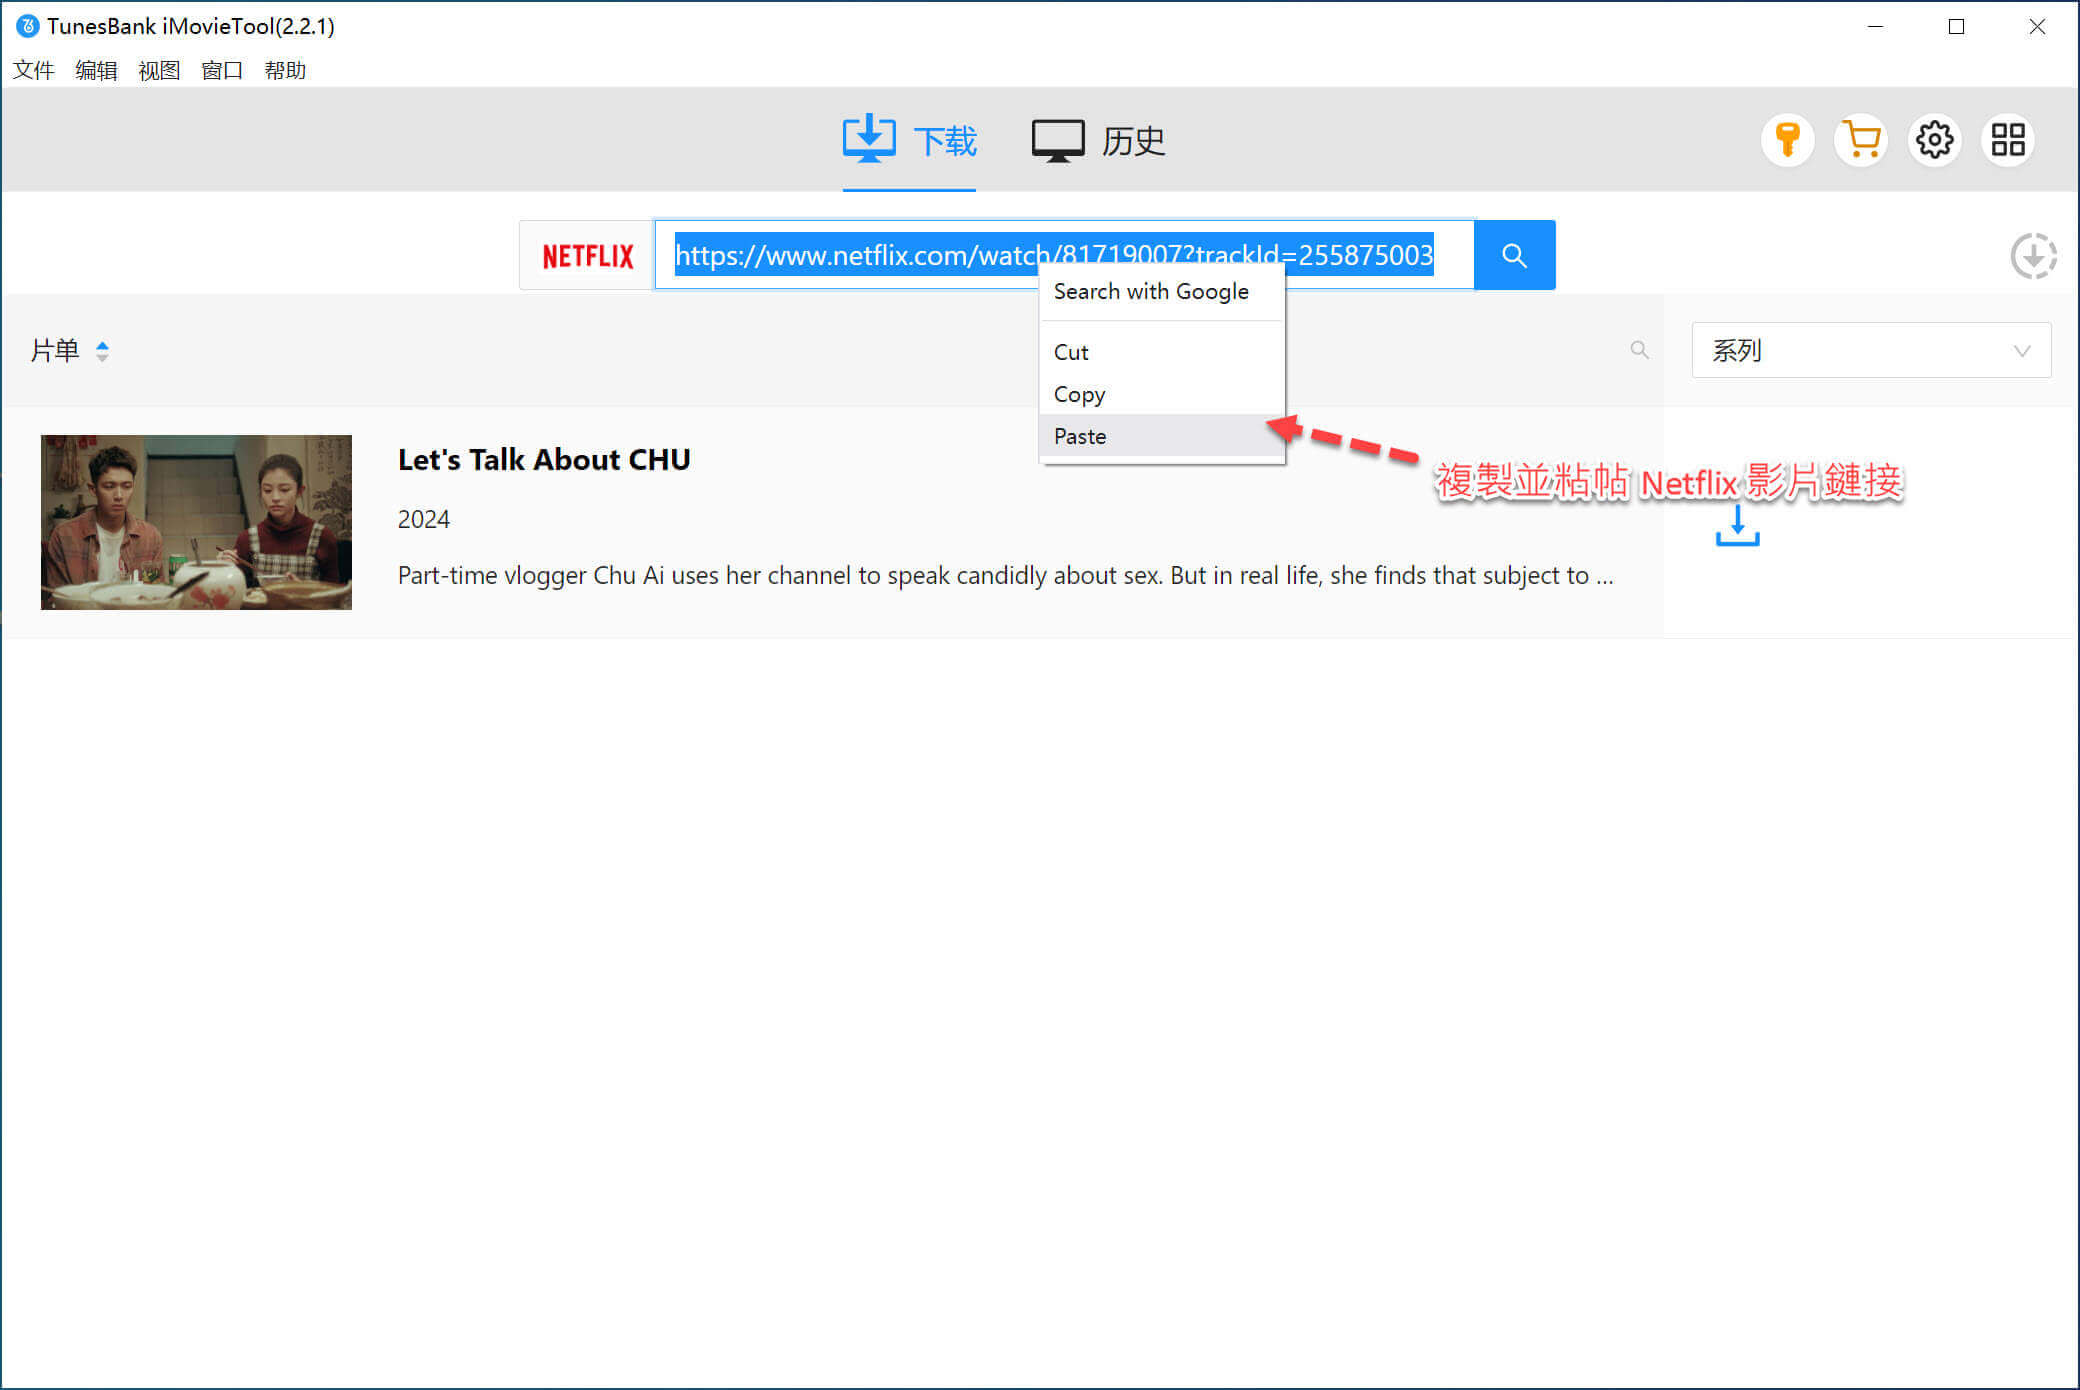 TunesBank iMovieTool(2.2.1)
文件 编辑 视图 窗口 帮助
下载 历史
NETFLIX https://www.netflix.com/watch/81719007?trackId=255875003
Search with Google
Cut
Copy
Paste
片单 系列
複製並粘帖 Netflix 影片鏈接
Let's Talk About CHU
2024
Part-time vlogger Chu Ai uses her channel to speak candidly about sex. But in real life, she finds that subject to ...